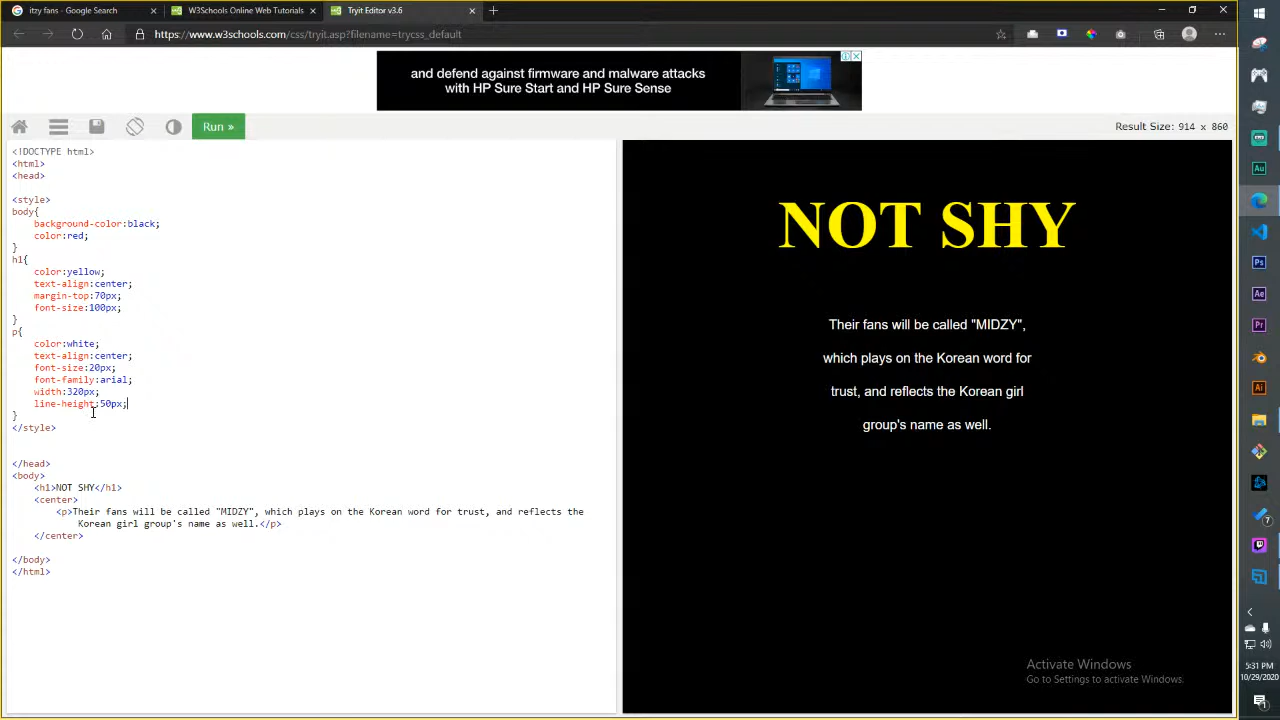 itzy fans - Google Search
W3Schools Online Web Tutorials
Tryit Editor v3.6
https://www.w3schools.com/css/tryit.asp?filename=trycss_default
and defend against firmware and malware attacks
with HP Sure Start and HP Sure Sense
Run »
Result Size: 914 x 860
<!DOCTYPE html>
<html>
<head>
<style>
body{
background-color:black;
color:red;
}
h1{
color:yellow;
text-align:center;
margin-top:70px;
font-size:100px;
}
p{
color:white;
text-align:center;
font-size:20px;
font-family:arial;
width:320px;
line-height:50px;
}
</style>
</head>
<body>
<h1>NOT SHY</h1>
<center>
<p>Their fans will be called "MIDZY", which plays on the Korean word for trust, and reflects the
Korean girl group's name as well.</p>
</center>
</body>
</html>
NOT SHY
Their fans will be called "MIDZY",
which plays on the Korean word for
trust, and reflects the Korean girl
group's name as well.
Activate Windows
Go to Settings to activate Windows.
Au
Ps
Ae
Pr
Ai
7
5:31 PM
10/29/2020
1